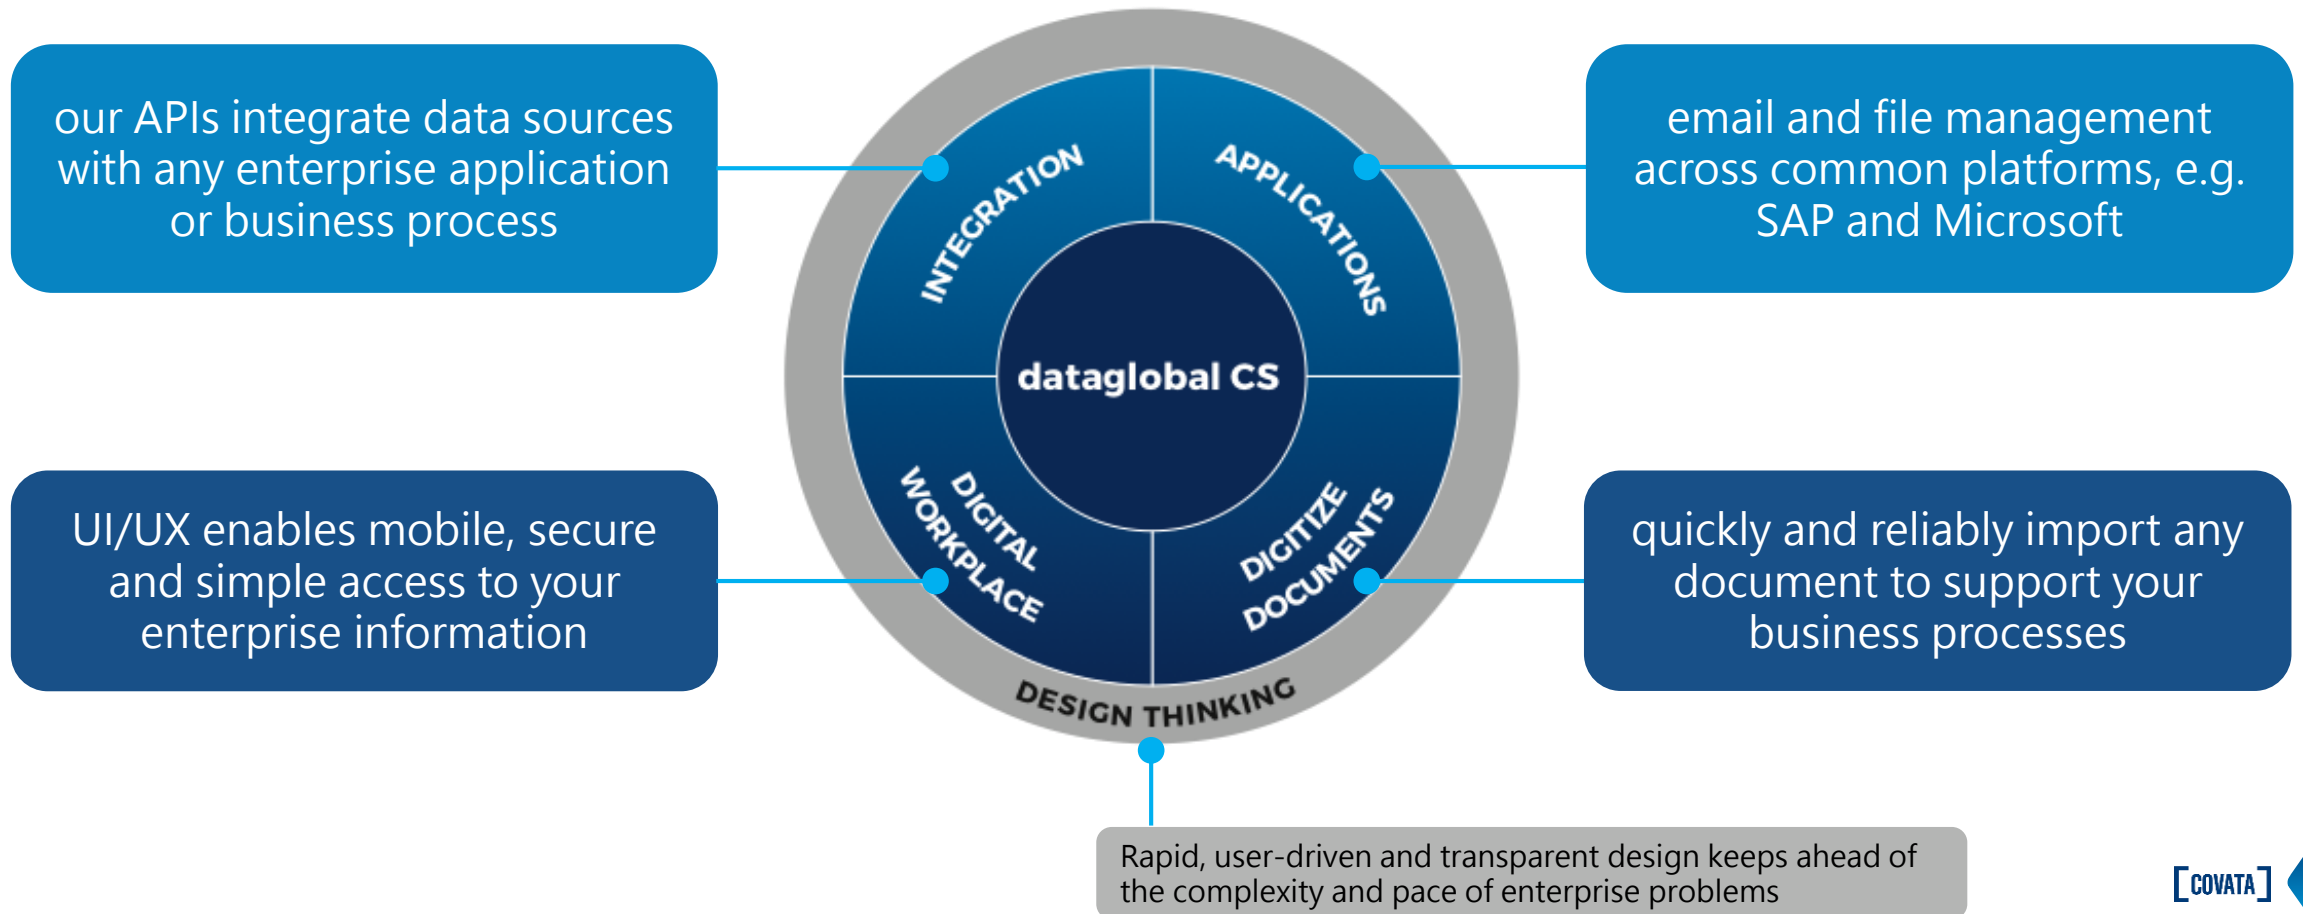 our APIs integrate data sources
with any enterprise application
or business process
email and file management
across common platforms, e.g.
SAP and Microsoft
INTEGRATION
APPLICATIONS
dataglobal CS
DIGITAL
WORKPLACE
DIGITIZE
DOCUMENTS
DESIGN THINKING
UI/UX enables mobile, secure
and simple access to your
enterprise information
quickly and reliably import any
document to support your
business processes
Rapid, user-driven and transparent design keeps ahead of
the complexity and pace of enterprise problems
[COVATA]